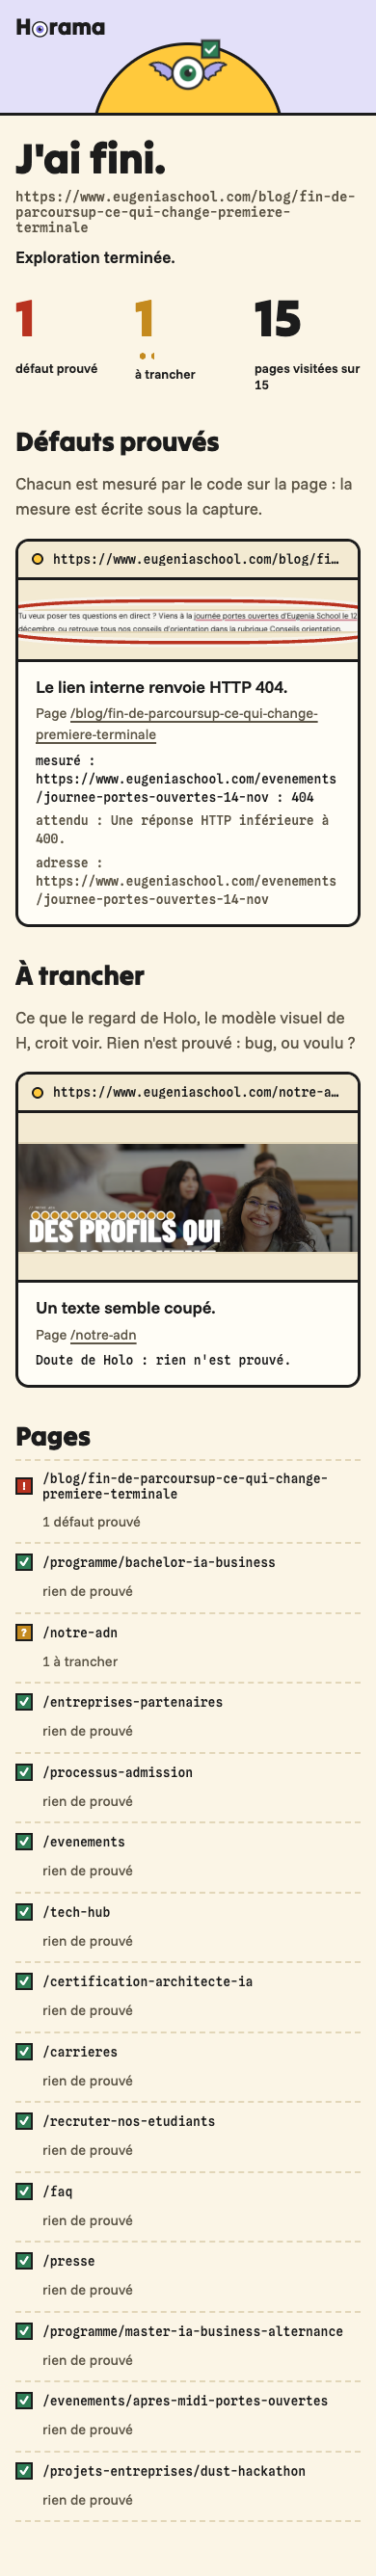 Horama
J'ai fini.
https://www.eugeniaschool.com/blog/fin-de-
parcoursup-ce-qui-change-premiere-
terminale
Exploration terminée.
1
défaut prouvé
1
à trancher
15
pages visitées sur
15
Défauts prouvés
Chacun est mesuré par le code sur la page : la
mesure est écrite sous la capture.
https://www.eugeniaschool.com/blog/fi…
Tu veux poser tes questions en direct ? Viens à la journée portes ouvertes d'Eugenia School le 12
décembre, ou retrouve tous nos conseils d'orientation dans la rubrique Conseils orientation.
Le lien interne renvoie HTTP 404.
Page /blog/fin-de-parcoursup-ce-qui-change-
premiere-terminale
mesuré :
https://www.eugeniaschool.com/evenements
/journee-portes-ouvertes-14-nov : 404
attendu : Une réponse HTTP inférieure à
400.
adresse :
https://www.eugeniaschool.com/evenements
/journee-portes-ouvertes-14-nov
À trancher
Ce que le regard de Holo, le modèle visuel de
H, croit voir. Rien n'est prouvé : bug, ou voulu ?
https://www.eugeniaschool.com/notre-a…
DES PROFILS QUI
Un texte semble coupé.
Page /notre-adn
Doute de Holo : rien n'est prouvé.
Pages
/blog/fin-de-parcoursup-ce-qui-change-
premiere-terminale
1 défaut prouvé
/programme/bachelor-ia-business
rien de prouvé
/notre-adn
1 à trancher
/entreprises-partenaires
rien de prouvé
/processus-admission
rien de prouvé
/evenements
rien de prouvé
/tech-hub
rien de prouvé
/certification-architecte-ia
rien de prouvé
/carrieres
rien de prouvé
/recruter-nos-etudiants
rien de prouvé
/faq
rien de prouvé
/presse
rien de prouvé
/programme/master-ia-business-alternance
rien de prouvé
/evenements/apres-midi-portes-ouvertes
rien de prouvé
/projets-entreprises/dust-hackathon
rien de prouvé